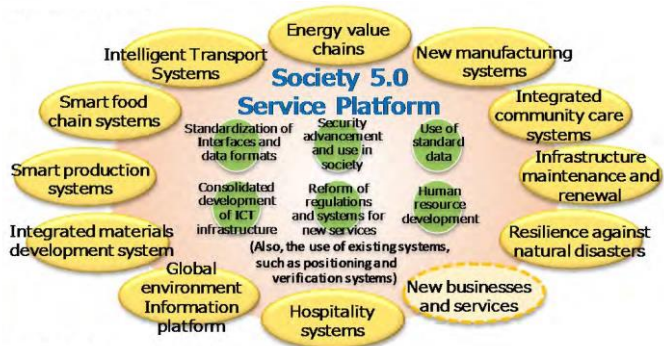 Energy value
chains
Intelligent Transport
Systems
New manufacturing
systems
Society 5.0
Service Platform
Smart food
chain systems
Integrated
community care
systems
Standardization of
Interfaces and
data formats
Security
advancement
and use in
society
Use of
standard
data
Smart production
systems
Infrastructure
maintenance and
renewal
Consolidated
development
of ICT
infrastructure
Reform of
regulations
and systems for
new services
Human
resource
development
Integrated materials
development system
(Also, the use of existing systems,
such as positioning and
verification systems)
Resilience against
natural disasters
Global
environment
Information
platform
Hospitality
systems
New businesses
and services